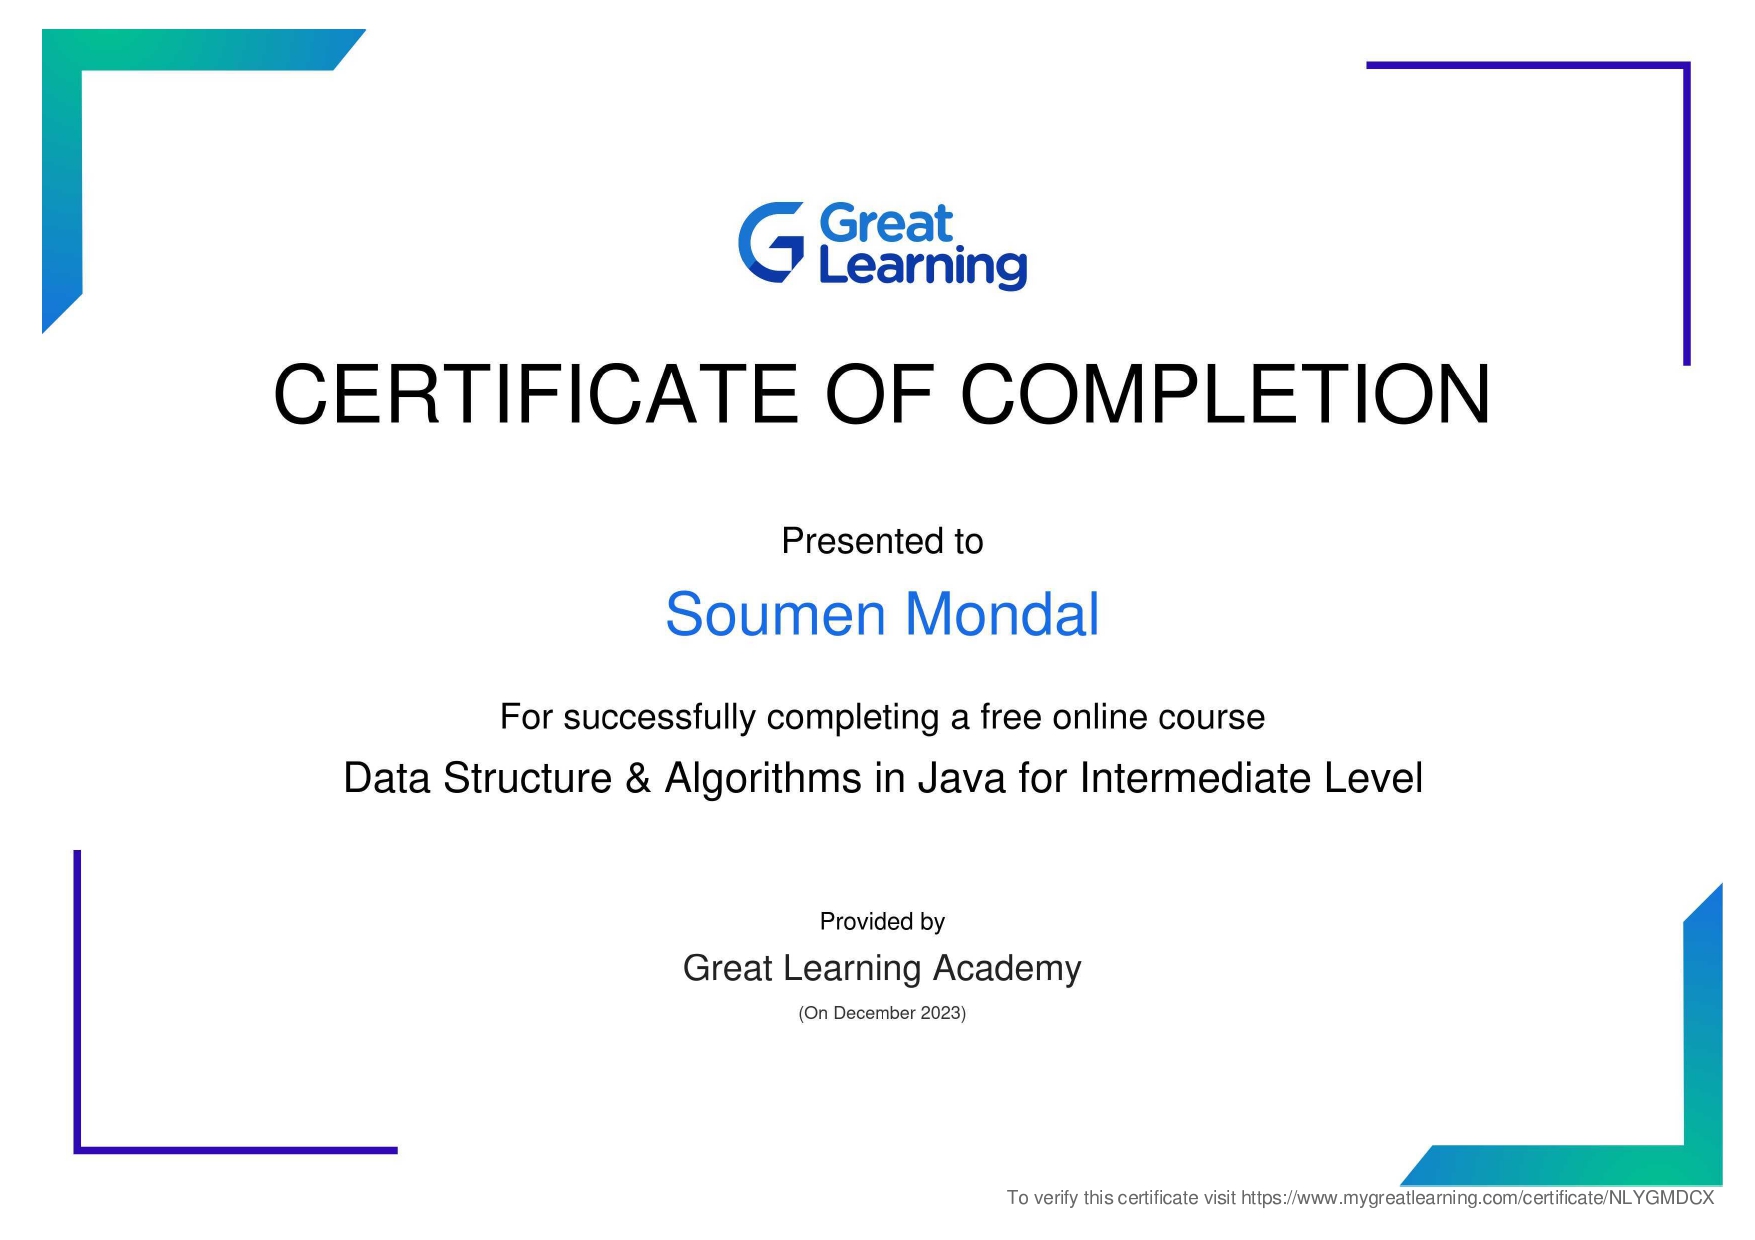 Great
Learning
CERTIFICATE OF COMPLETION
Presented to
Soumen Mondal
For successfully completing a free online course
Data Structure & Algorithms in Java for Intermediate Level
Provided by
Great Learning Academy
(On December 2023)
To verify this certificate visit https://www.mygreatlearning.com/certificate/NLYGMDCX